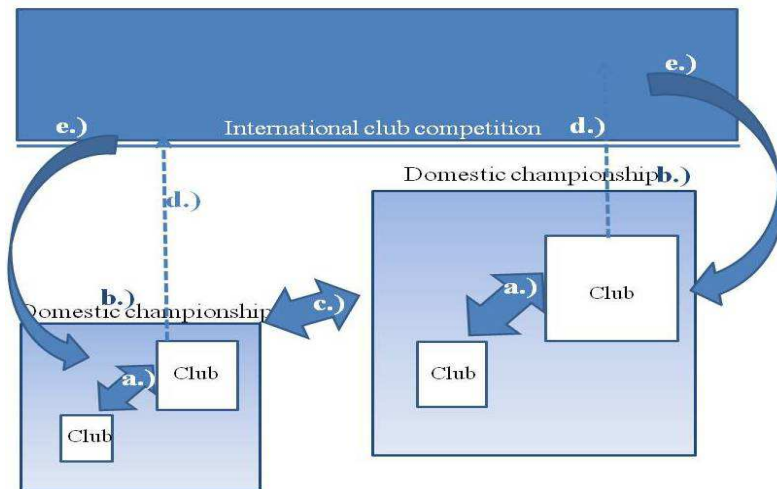 e.)
e.)
International club competition
d.)
Domestic championship
b.)
d.)
a.)
Club
b.)
c.)
Domestic championship
Club
a.)
Club
Club